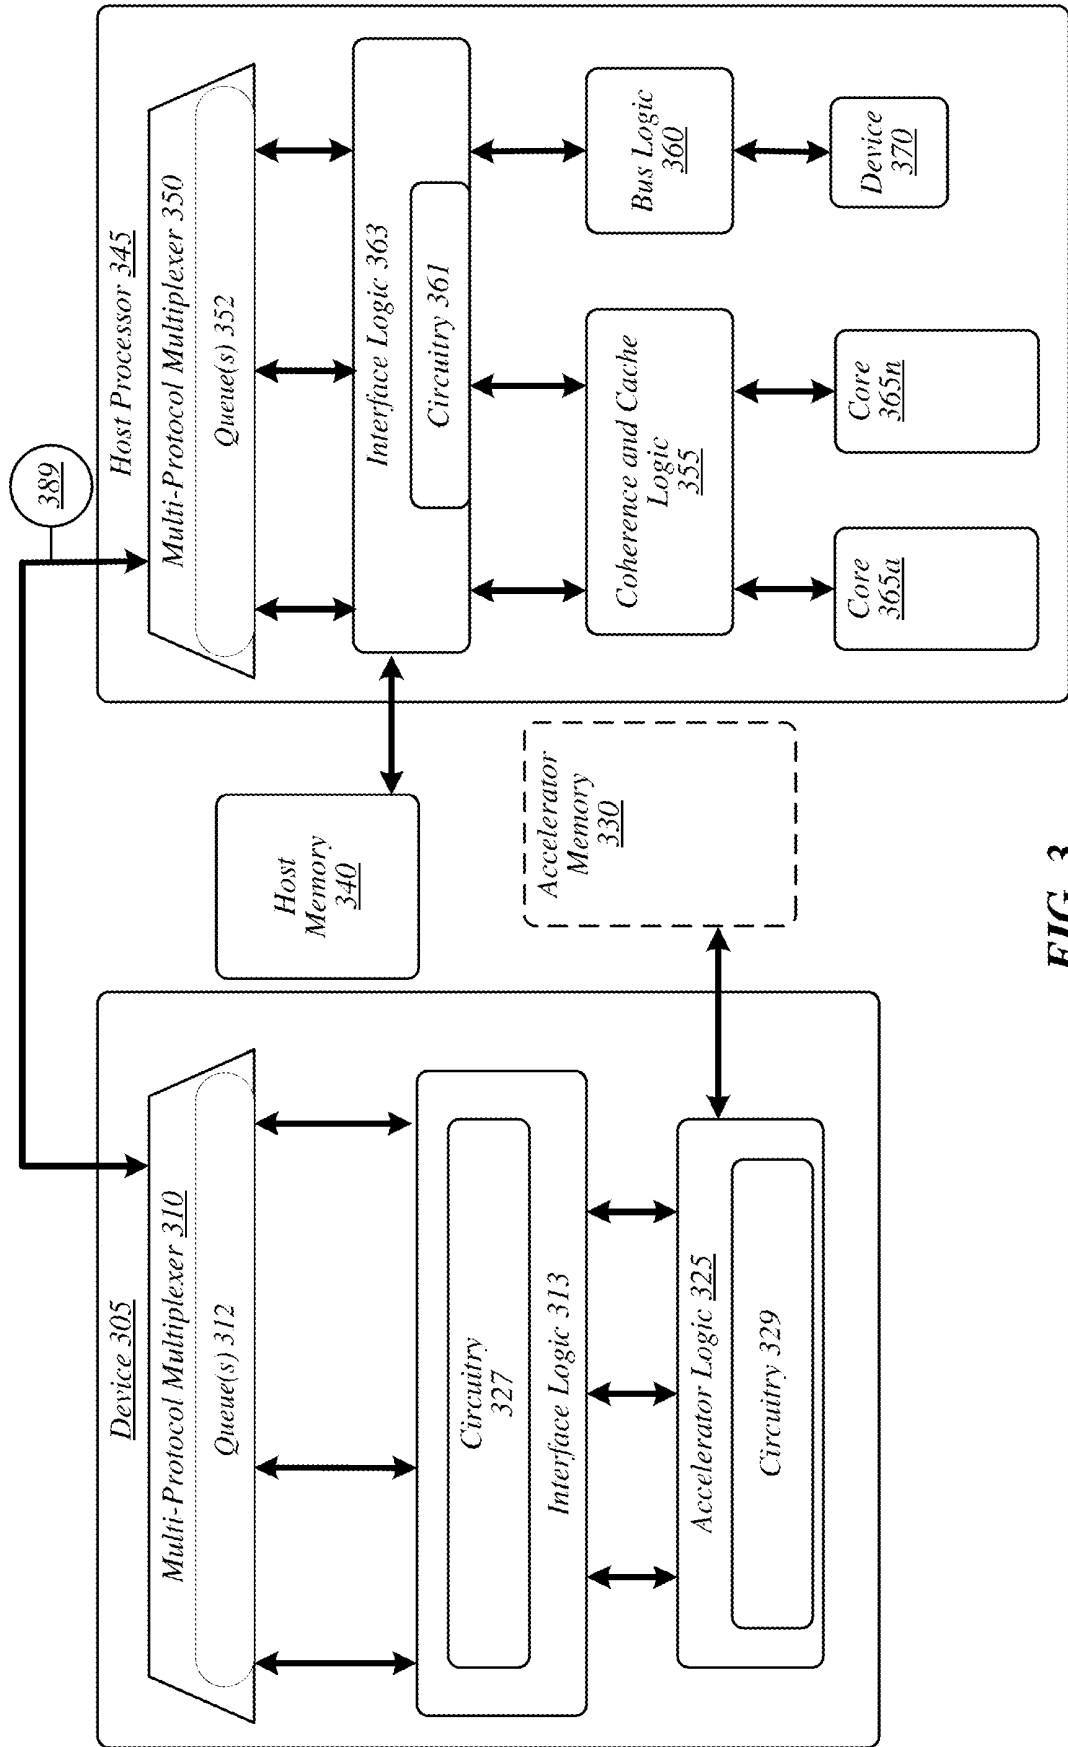 Device 305
Multi-Protocol Multiplexer 310
Queue(s) 312
Circuitry
327
Interface Logic 313
Accelerator Logic 325
Circuitry 329
Host
Memory
340
Accelerator
Memory
330
389
Host Processor 345
Multi-Protocol Multiplexer 350
Queue(s) 352
Interface Logic 363
Circuitry 361
Coherence and Cache
Logic
355
Bus Logic
360
Core
365a
Core
365n
Device
370
FIG. 3